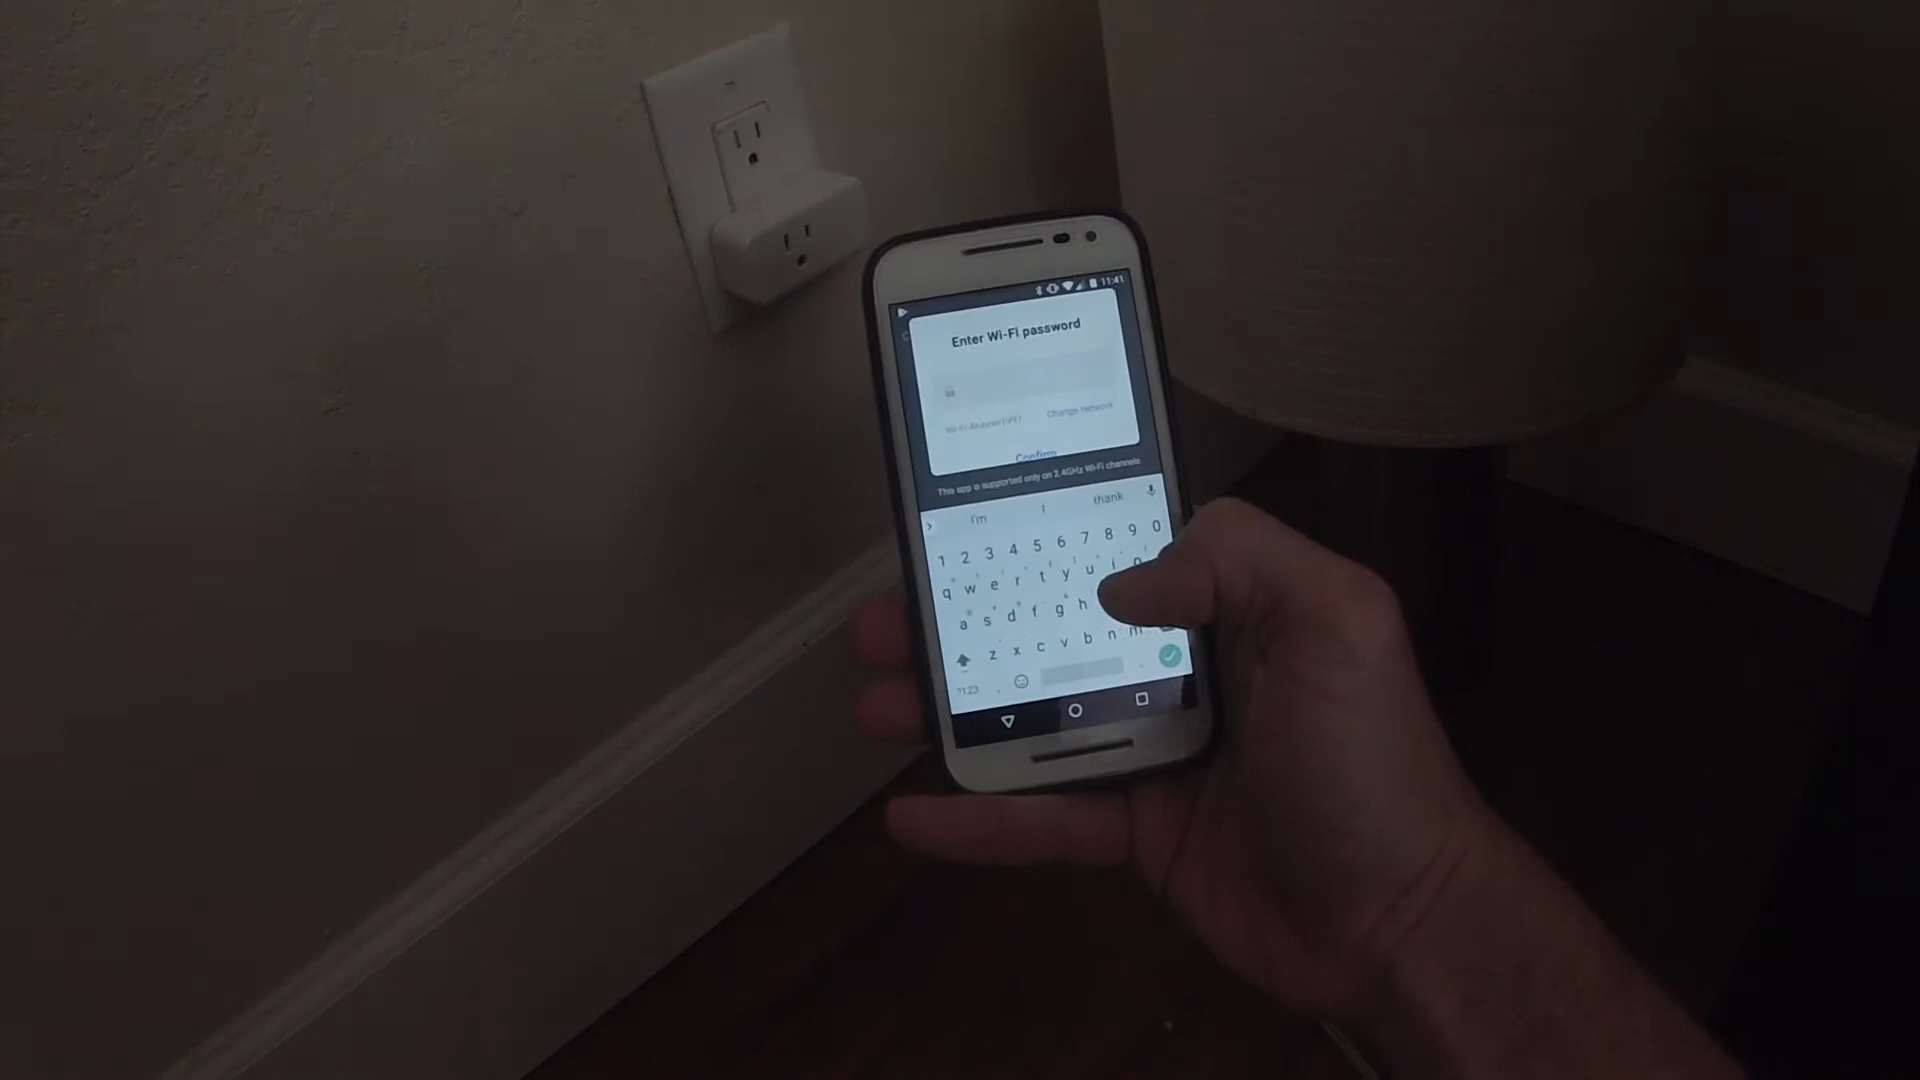 11:41
Enter Wi-Fi password
Change network
Confirm
This app is supported only on 2.4GHz Wi-Fi channels
I'm I thank
1 2 3 4 5 6 7 8 9 0
q w e r t y u i o
a s d f g h
z x c v b n m
?123 , .